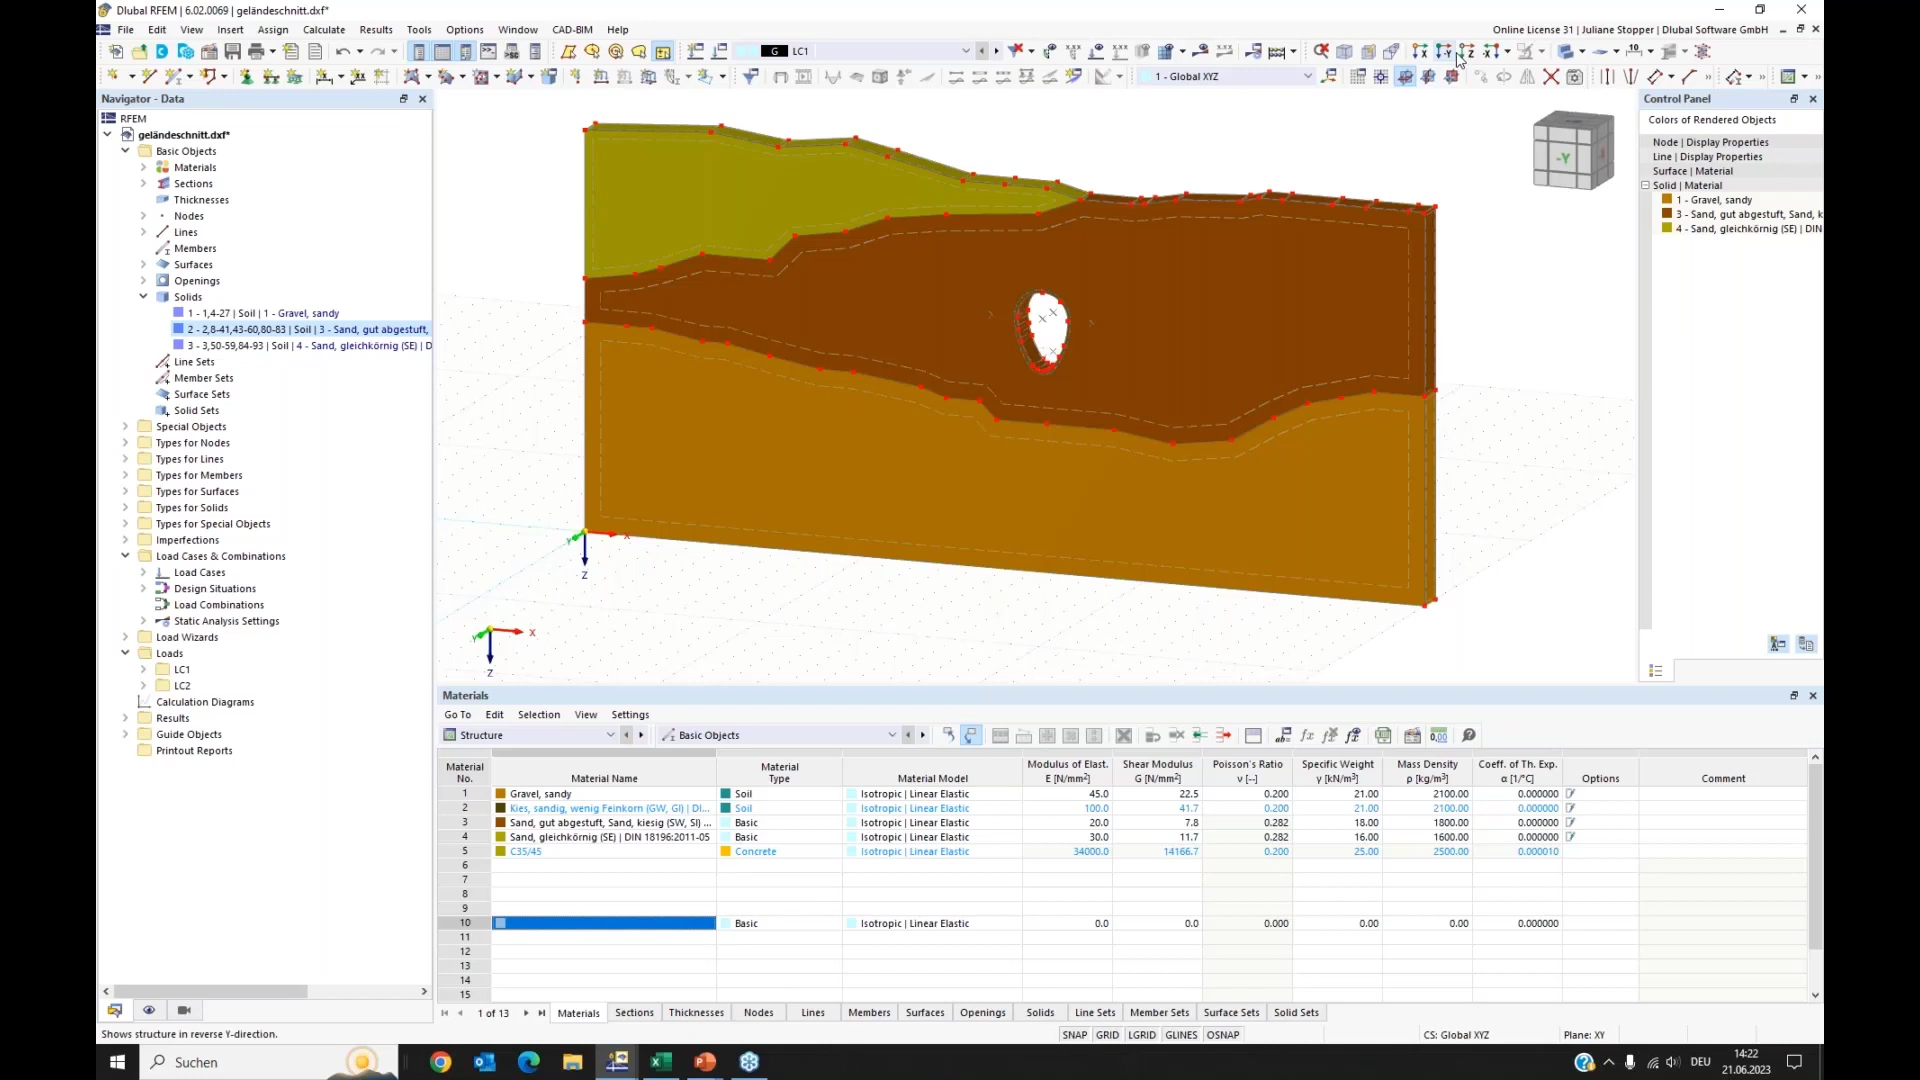 Dlubal RFEM | 6.02.0069 | geländeschnitt.dxf*
File Edit View Insert Assign Calculate Results Tools Options Window CAD-BIM Help
Online License 31 | Juliane Stopper | Dlubal Software GmbH
G LC1
1 - Global XYZ
Navigator - Data
RFEM
geländeschnitt.dxf*
Basic Objects
Materials
Sections
Thicknesses
Nodes
Lines
Members
Surfaces
Openings
Solids
1 - 1,4-27 | Soil | 1 - Gravel, sandy
2 - 2,8-41,43-60,80-83 | Soil | 3 - Sand, gut abgestuft,
3 - 3,50-59,84-93 | Soil | 4 - Sand, gleichkörnig (SE) | D
Line Sets
Member Sets
Surface Sets
Solid Sets
Special Objects
Types for Nodes
Types for Lines
Types for Members
Types for Surfaces
Types for Solids
Types for Special Objects
Imperfections
Load Cases & Combinations
Load Cases
Design Situations
Load Combinations
Static Analysis Settings
Load Wizards
Loads
LC1
LC2
Calculation Diagrams
Results
Guide Objects
Printout Reports
-Y
X
Y
Z
X
Y
Z
Control Panel
Colors of Rendered Objects
Node | Display Properties
Line | Display Properties
Surface | Material
Solid | Material
1 - Gravel, sandy
3 - Sand, gut abgestuft, Sand, k
4 - Sand, gleichkörnig (SE) | DIN
Materials
Go To Edit Selection View Settings
Structure Basic Objects
Material No. Material Name Material Type Material Model Modulus of Elast. E [N/mm²] Shear Modulus G [N/mm²] Poisson's Ratio ν [--] Specific Weight γ [kN/m³] Mass Density ρ [kg/m³] Coeff. of Th. Exp. α [1/°C] Options Comment
1 Gravel, sandy Soil Isotropic | Linear Elastic 45.0 22.5 0.200 21.00 2100.00 0.000000
2 Kies, sandig, wenig Feinkorn (GW, GI) | DI... Soil Isotropic | Linear Elastic 100.0 41.7 0.200 21.00 2100.00 0.000000
3 Sand, gut abgestuft, Sand, kiesig (SW, SI) ... Basic Isotropic | Linear Elastic 20.0 7.8 0.282 18.00 1800.00 0.000000
4 Sand, gleichkörnig (SE) | DIN 18196:2011-05 Basic Isotropic | Linear Elastic 30.0 11.7 0.282 16.00 1600.00 0.000000
5 C35/45 Concrete Isotropic | Linear Elastic 34000.0 14166.7 0.200 25.00 2500.00 0.000010
6
7
8
9
10 Basic Isotropic | Linear Elastic 0.0 0.0 0.000 0.00 0.00 0.000000
11
12
13
14
15
1 of 13 Materials Sections Thicknesses Nodes Lines Members Surfaces Openings Solids Line Sets Member Sets Surface Sets Solid Sets
Shows structure in reverse Y-direction.
SNAP GRID LGRID GLINES OSNAP
CS: Global XYZ
Plane: XY
Suchen
DEU
14:22
21.06.2023